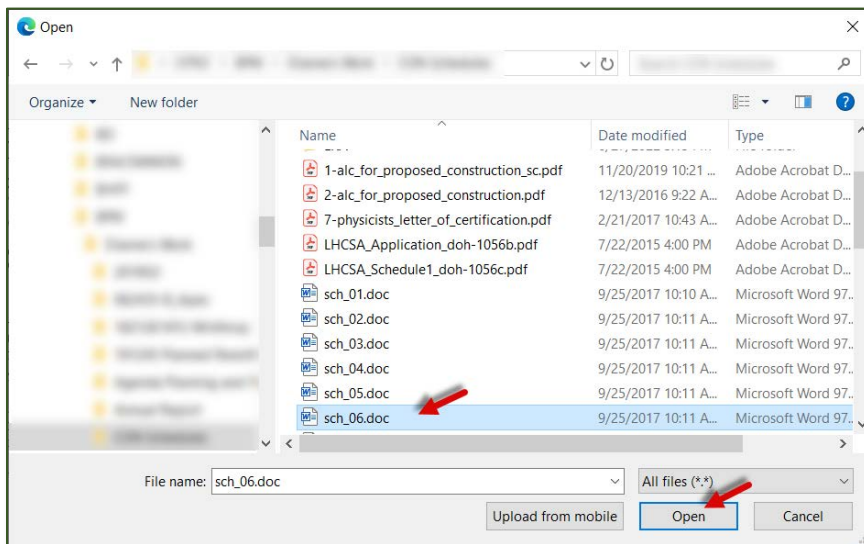 Open
Organize New folder
Name Date modified Type
1-alc_for_proposed_construction_sc.pdf 11/20/2019 10:21 ... Adobe Acrobat D...
2-alc_for_proposed_construction.pdf 12/13/2016 9:22 A... Adobe Acrobat D...
7-physicists_letter_of_certification.pdf 2/21/2017 10:43 A... Adobe Acrobat D...
LHCSA_Application_doh-1056b.pdf 7/22/2015 4:00 PM Adobe Acrobat D...
LHCSA_Schedule1_doh-1056c.pdf 7/22/2015 4:00 PM Adobe Acrobat D...
sch_01.doc 9/25/2017 10:10 A... Microsoft Word 97...
sch_02.doc 9/25/2017 10:11 A... Microsoft Word 97...
sch_03.doc 9/25/2017 10:11 A... Microsoft Word 97...
sch_04.doc 9/25/2017 10:11 A... Microsoft Word 97...
sch_05.doc 9/25/2017 10:11 A... Microsoft Word 97...
sch_06.doc 9/25/2017 10:11 A... Microsoft Word 97...
File name: sch_06.doc All files (*.*)
Upload from mobile Open Cancel